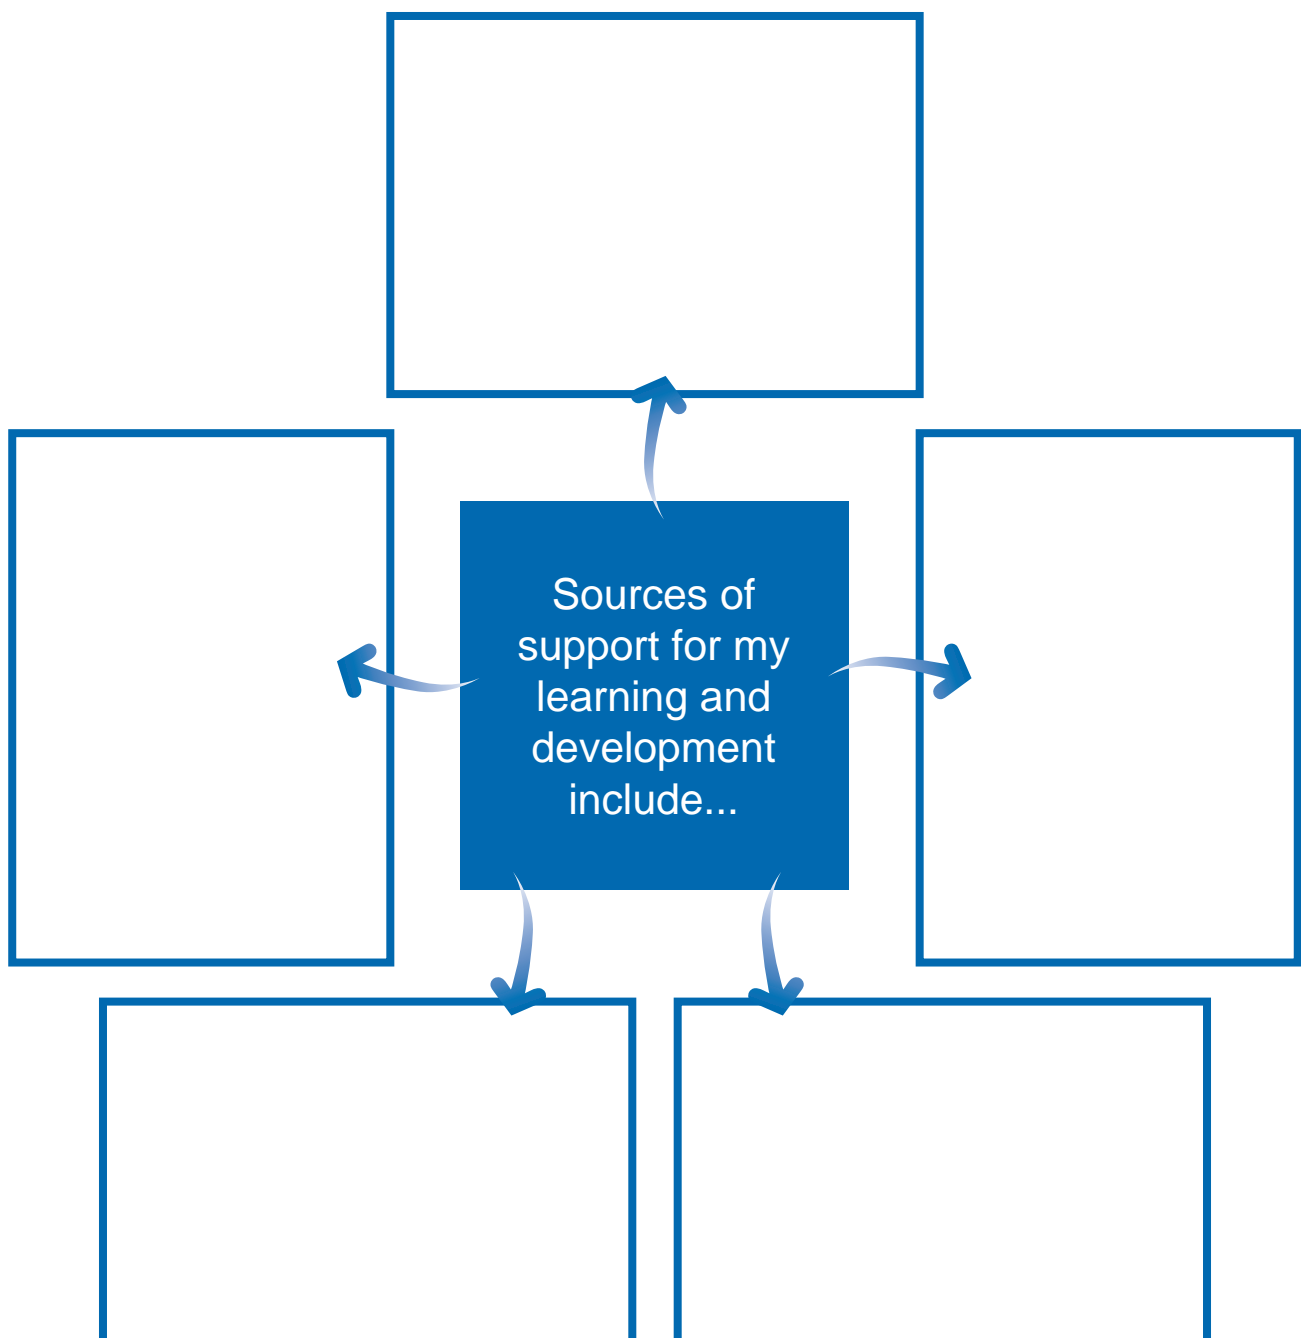 Sources of
support for my
learning and
development
include...